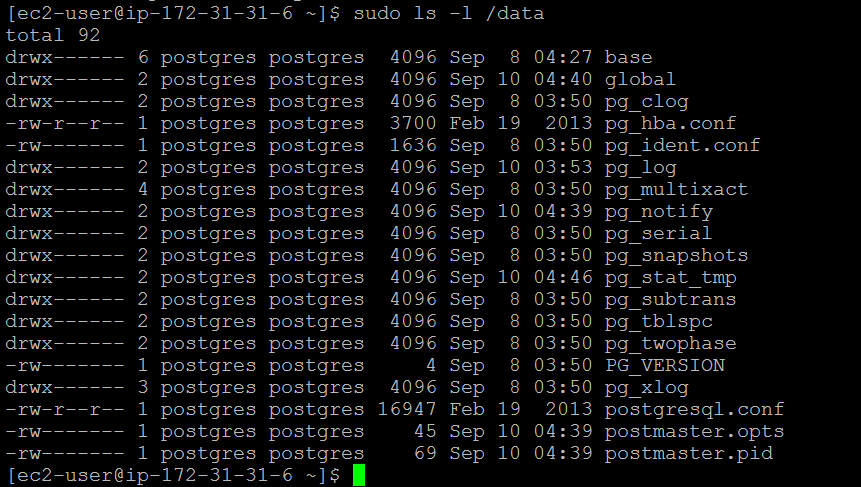 [ec2-user@ip-172-31-31-6 ~]$ sudo ls -l /data
total 92
drwx------ 6 postgres postgres  4096 Sep  8 04:27 base
drwx------ 2 postgres postgres  4096 Sep 10 04:40 global
drwx------ 2 postgres postgres  4096 Sep  8 03:50 pg_clog
-rw-r--r-- 1 postgres postgres  3700 Feb 19  2013 pg_hba.conf
-rw------- 1 postgres postgres  1636 Sep  8 03:50 pg_ident.conf
drwx------ 2 postgres postgres  4096 Sep 10 03:53 pg_log
drwx------ 4 postgres postgres  4096 Sep  8 03:50 pg_multixact
drwx------ 2 postgres postgres  4096 Sep 10 04:39 pg_notify
drwx------ 2 postgres postgres  4096 Sep  8 03:50 pg_serial
drwx------ 2 postgres postgres  4096 Sep  8 03:50 pg_snapshots
drwx------ 2 postgres postgres  4096 Sep 10 04:46 pg_stat_tmp
drwx------ 2 postgres postgres  4096 Sep  8 03:50 pg_subtrans
drwx------ 2 postgres postgres  4096 Sep  8 03:50 pg_tblspc
drwx------ 2 postgres postgres  4096 Sep  8 03:50 pg_twophase
-rw------- 1 postgres postgres     4 Sep  8 03:50 PG_VERSION
drwx------ 3 postgres postgres  4096 Sep  8 03:50 pg_xlog
-rw-r--r-- 1 postgres postgres 16947 Feb 19  2013 postgresql.conf
-rw------- 1 postgres postgres    45 Sep 10 04:39 postmaster.opts
-rw------- 1 postgres postgres    69 Sep 10 04:39 postmaster.pid
[ec2-user@ip-172-31-31-6 ~]$